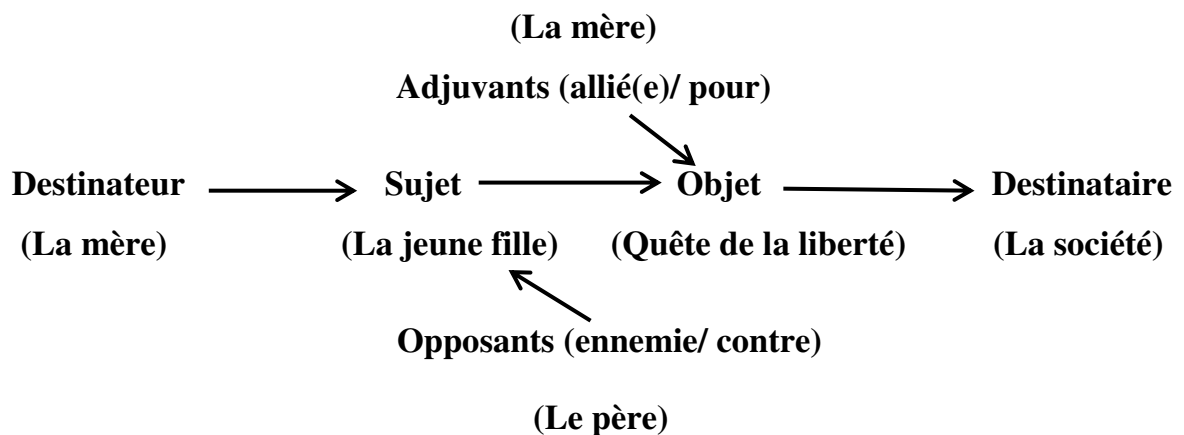 (La mère)
Adjuvants (allié(e)/ pour)
Destinateur Sujet Objet Destinataire
(La mère) (La jeune fille) (Quête de la liberté) (La société)
Opposants (ennemie/ contre)
(Le père)